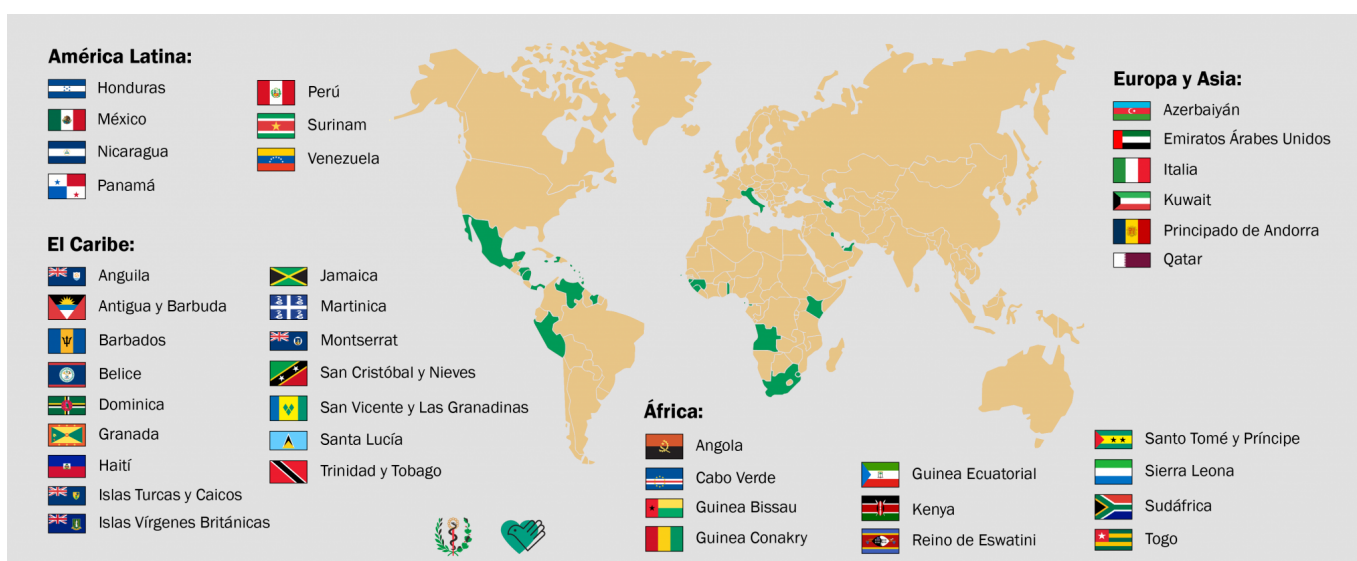 América Latina:
Honduras
México
Nicaragua
Panamá
Perú
Surinam
Venezuela
El Caribe:
Anguila
Antigua y Barbuda
Barbados
Belice
Dominica
Granada
Haití
Islas Turcas y Caicos
Islas Vírgenes Británicas
Jamaica
Martinica
Montserrat
San Cristóbal y Nieves
San Vicente y Las Granadinas
Santa Lucía
Trinidad y Tobago
Europa y Asia:
Azerbaiyán
Emiratos Árabes Unidos
Italia
Kuwait
Principado de Andorra
Qatar
África:
Angola
Cabo Verde
Guinea Bissau
Guinea Conakry
Guinea Ecuatorial
Kenya
Reino de Eswatini
Santo Tomé y Príncipe
Sierra Leona
Sudáfrica
Togo